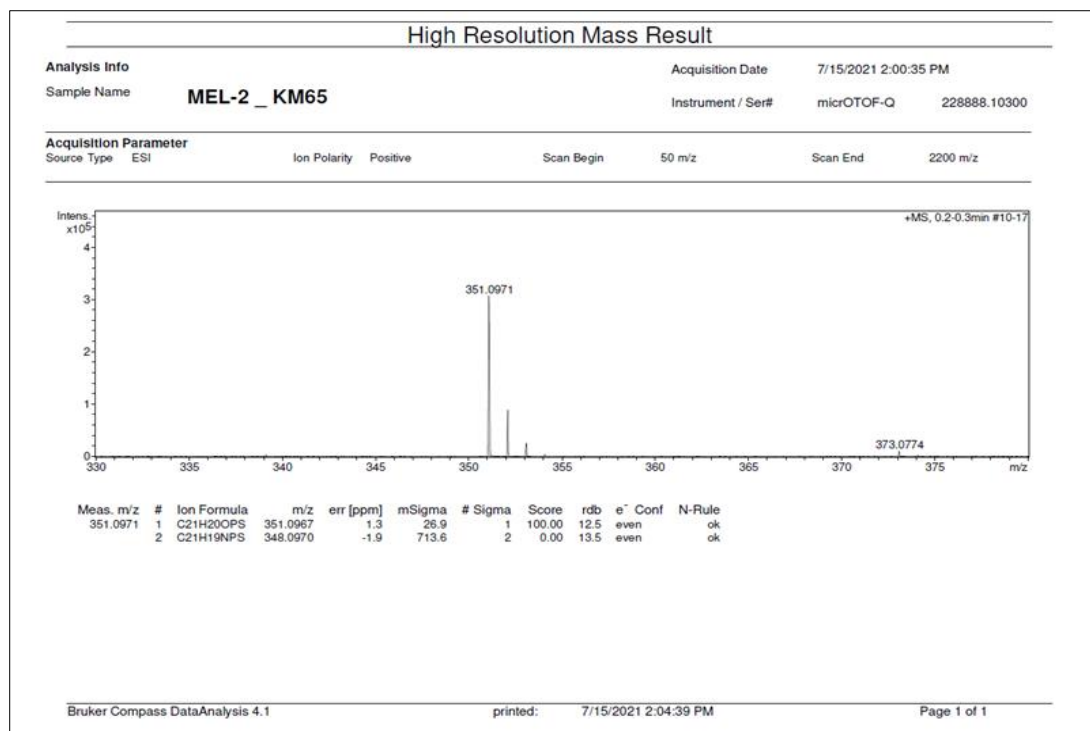 High Resolution Mass Result
Analysis Info
Acquisition Date 7/15/2021 2:00:35 PM
Sample Name MEL-2 _ KM65
Instrument / Ser# micrOTOF-Q 228888.10300
Acquisition Parameter
Source Type ESI Ion Polarity Positive Scan Begin 50 m/z Scan End 2200 m/z
Intens.
x10⁵
+MS, 0.2-0.3min #10-17
4
351.0971
3
2
1
373.0774
0
330 335 340 345 350 355 360 365 370 375 m/z
Meas. m/z # Ion Formula m/z err [ppm] mSigma # Sigma Score rdb e⁻ Conf N-Rule
351.0971 1 C21H20OPS 351.0967 1.3 26.9 1 100.00 12.5 even ok
2 C21H19NPS 348.0970 -1.9 713.6 2 0.00 13.5 even ok
Bruker Compass DataAnalysis 4.1 printed: 7/15/2021 2:04:39 PM Page 1 of 1